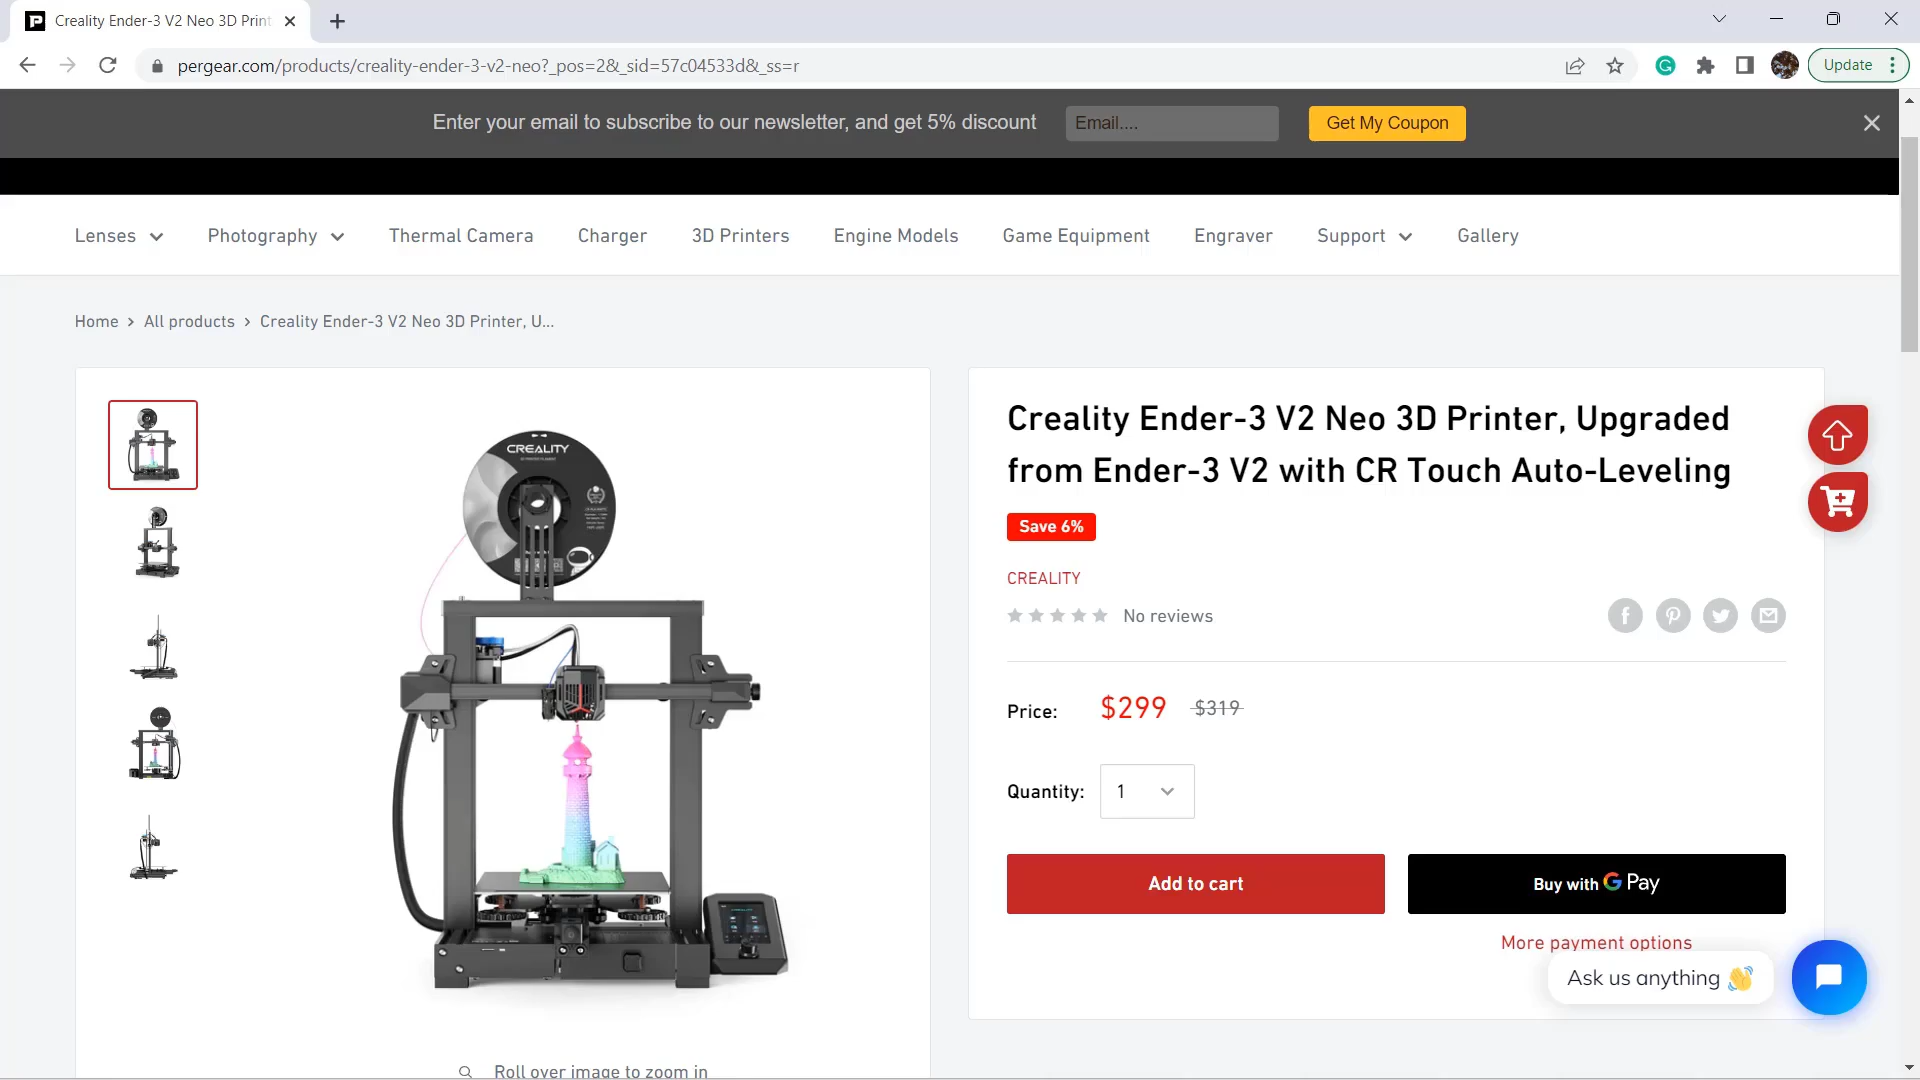 Creality Ender-3 V2 Neo 3D Print
pergear.com/products/creality-ender-3-v2-neo?_pos=2&_sid=57c04533d&_ss=r
Update
Enter your email to subscribe to our newsletter, and get 5% discount
Email....
Get My Coupon
Lenses
Photography
Thermal Camera
Charger
3D Printers
Engine Models
Game Equipment
Engraver
Support
Gallery
Home > All products > Creality Ender-3 V2 Neo 3D Printer, U...
CREALITY
Creality Ender-3 V2 Neo 3D Printer, Upgraded
from Ender-3 V2 with CR Touch Auto-Leveling
Save 6%
CREALITY
No reviews
Price: $299 $319
Quantity: 1
Add to cart
Buy with G Pay
More payment options
Ask us anything 👋
Roll over image to zoom in